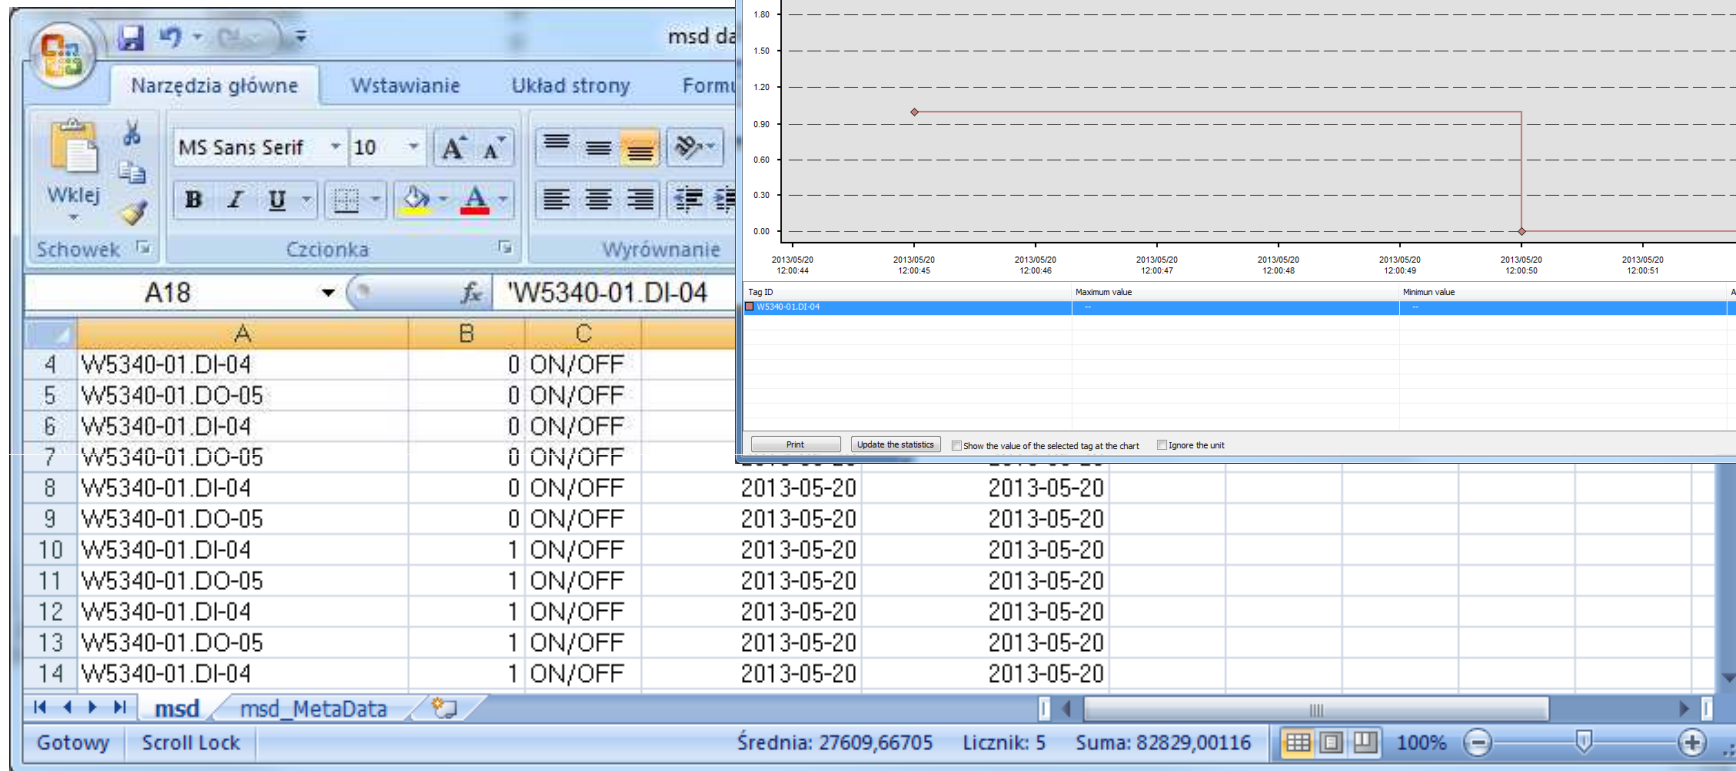 msd da
Narzędzia główne Wstawianie Układ strony Formu
MS Sans Serif 10 A A
Wklej B I U A
Schowek Czcionka Wyrównanie
A18 fx 'W5340-01.DI-04
A B C
4 W5340-01.DI-04 0 ON/OFF
5 W5340-01.DO-05 0 ON/OFF
6 W5340-01.DI-04 0 ON/OFF
7 W5340-01.DO-05 0 ON/OFF
8 W5340-01.DI-04 0 ON/OFF 2013-05-20 2013-05-20
9 W5340-01.DO-05 0 ON/OFF 2013-05-20 2013-05-20
10 W5340-01.DI-04 1 ON/OFF 2013-05-20 2013-05-20
11 W5340-01.DO-05 1 ON/OFF 2013-05-20 2013-05-20
12 W5340-01.DI-04 1 ON/OFF 2013-05-20 2013-05-20
13 W5340-01.DO-05 1 ON/OFF 2013-05-20 2013-05-20
14 W5340-01.DI-04 1 ON/OFF 2013-05-20 2013-05-20
msd msd_MetaData
Gotowy Scroll Lock Średnia: 27609,66705 Licznik: 5 Suma: 82829,00116 100%
1.80
1.50
1.20
0.90
0.60
0.30
0.00
2013/05/20 2013/05/20 2013/05/20 2013/05/20 2013/05/20 2013/05/20 2013/05/20 2013/05/20
12:00:44 12:00:45 12:00:46 12:00:47 12:00:48 12:00:49 12:00:50 12:00:51
Tag ID Maximum value Minimun value A
W5340-01.DI-04 -- --
Print Update the statistics Show the value of the selected tag at the chart Ignore the unit